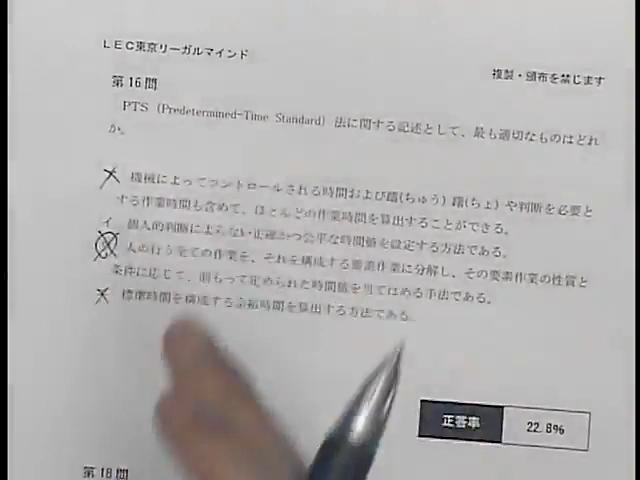 LEC東京リーガルマインド
複製・頒布を禁じます
第16問
PTS (Predetermined-Time Standard) 法に関する記述として、最も適切なものはどれ
か。
機械によってコントロールされる時間および躊(ちゅう) 躇(ちょ) や判断を必要と
する作業時間も含めて、ほとんどの作業時間を算出することができる。
イ 個人的判断によらない正確かつ公平な時間値を設定する方法である。
人の行う全ての作業を、それを構成する要素作業に分解し、その要素作業の性質と
条件に応じて、前もって定められた時間値を当てはめる手法である。
標準時間を構成する余裕時間を算出する方法である。
正答率
22.8%
第18問